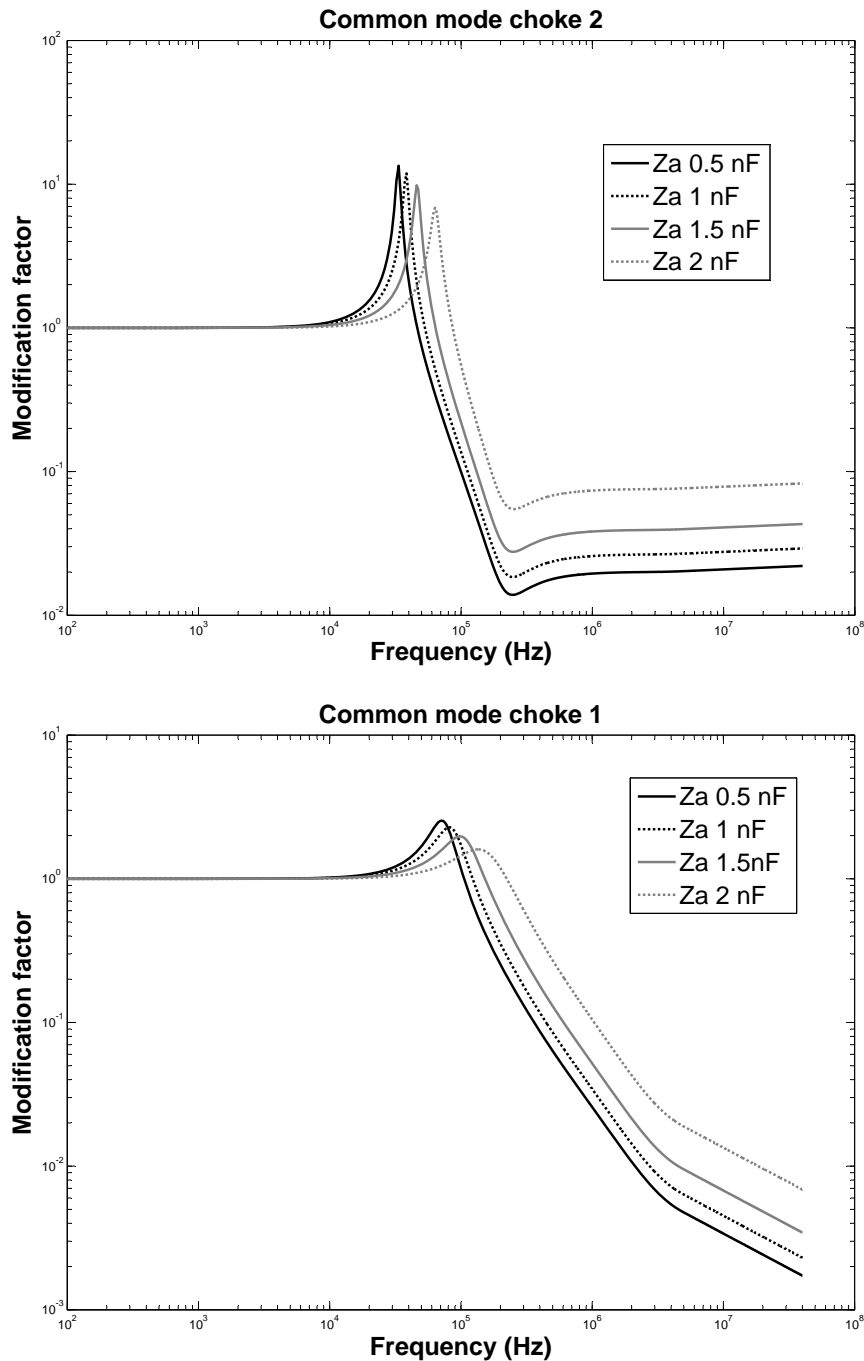 Common mode choke 2
Modification factor
10^2
10^1
10^0
10^-1
10^-2
Za 0.5 nF
Za 1 nF
Za 1.5 nF
Za 2 nF
10^2 10^3 10^4 10^5 10^6 10^7 10^8
Frequency (Hz)
Common mode choke 1
Modification factor
10^1
10^0
10^-1
10^-2
10^-3
Za 0.5 nF
Za 1 nF
Za 1.5nF
Za 2 nF
10^2 10^3 10^4 10^5 10^6 10^7 10^8
Frequency (Hz)